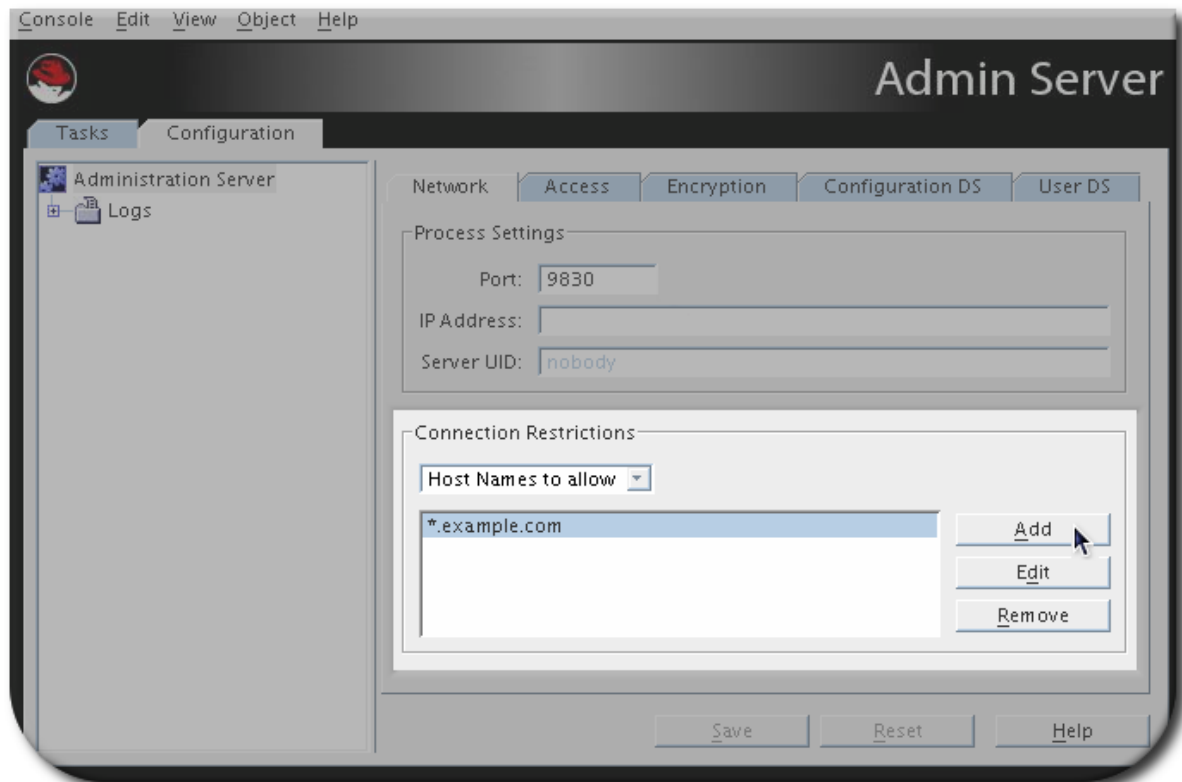 Console Edit View Object Help
Admin Server
Tasks Configuration
Administration Server
Logs
Network Access Encryption Configuration DS User DS
Process Settings
Port: 9830
IP Address:
Server UID: nobody
Connection Restrictions
Host Names to allow
*.example.com
Add
Edit
Remove
Save Reset Help